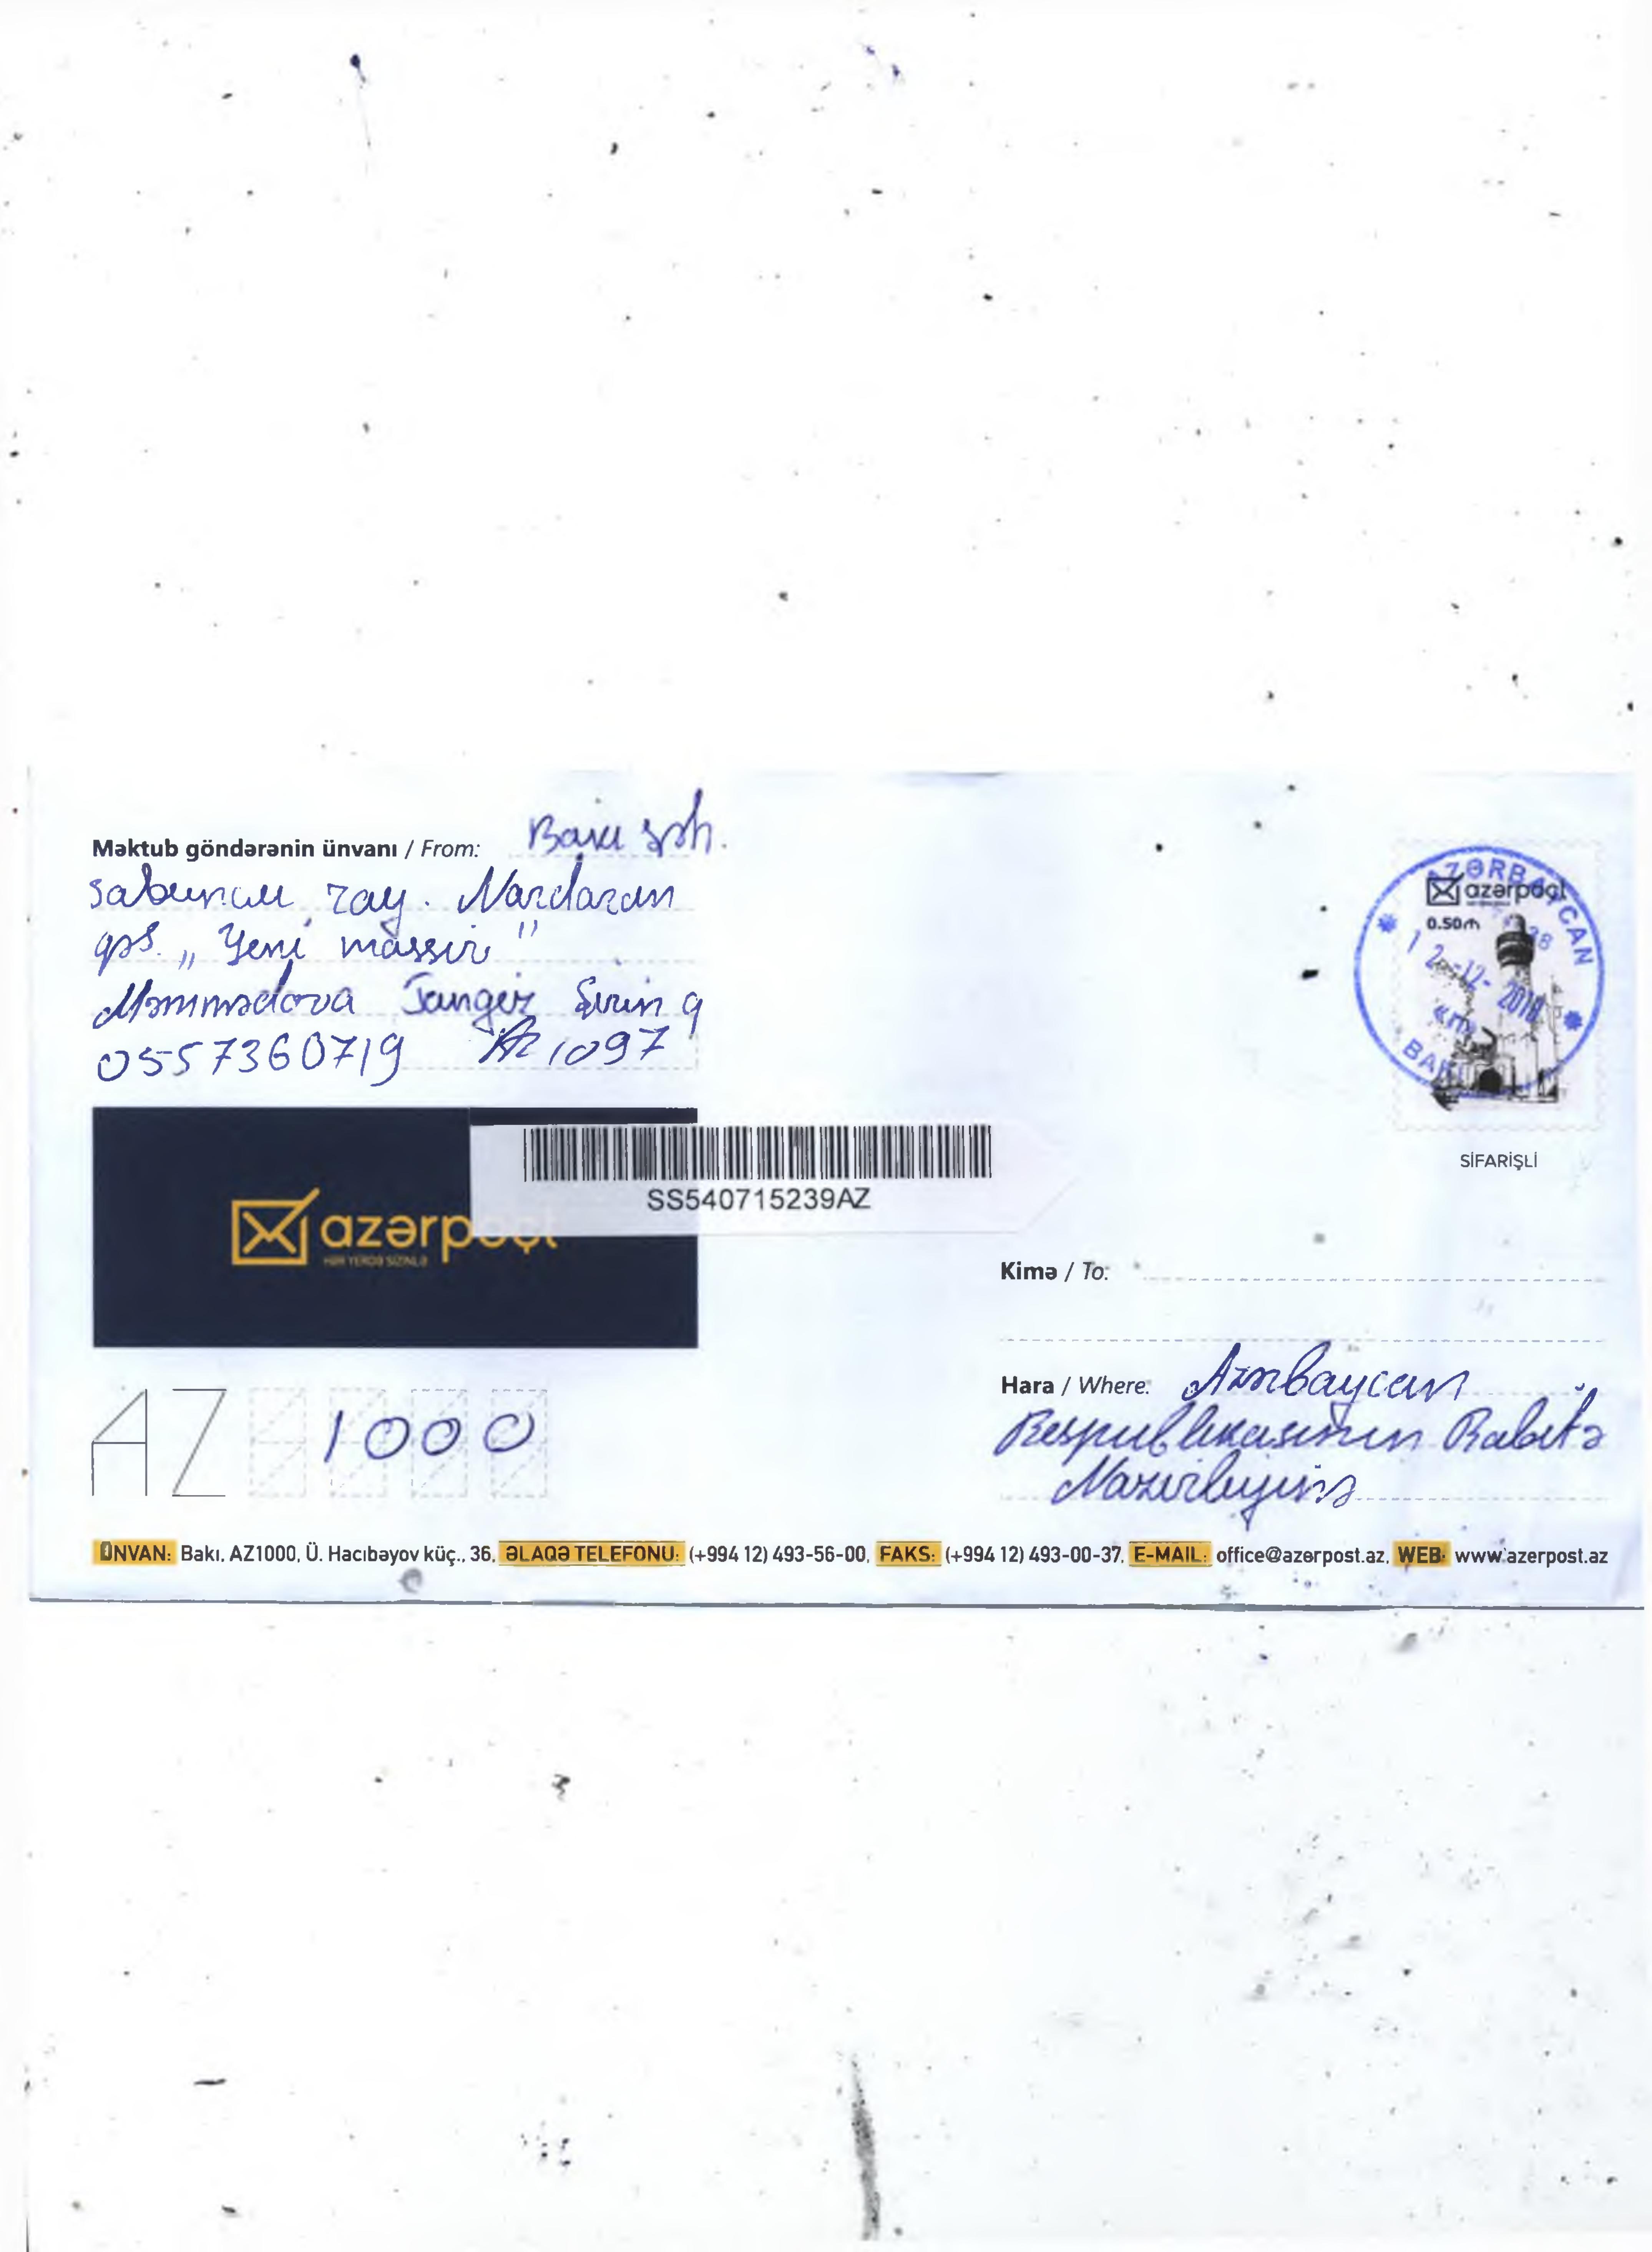 Məktub göndərənin ünvanı / From: Bakı şəh.
Sabunçu ray. Nardaran
qəs. „Yeni massiv"
Məmmədova Şirin q
0557360719 AZ 1097
azərpoçt
0.50₼
AZƏRBAYCAN
12-12-2018
BAKI
SİFARİŞLİ
SS540715239AZ
azərpoçt
HƏR YERDƏ SİZİNLƏ
Kimə / To:
Hara / Where: Azərbaycan
Respublikasının Rabitə
Nazirliyinə
AZ 1000
ÜNVAN: Bakı, AZ1000, Ü. Hacıbəyov küç., 36, ƏLAQƏ TELEFONU: (+994 12) 493-56-00, FAKS: (+994 12) 493-00-37, E-MAIL: office@azerpost.az, WEB: www.azerpost.az